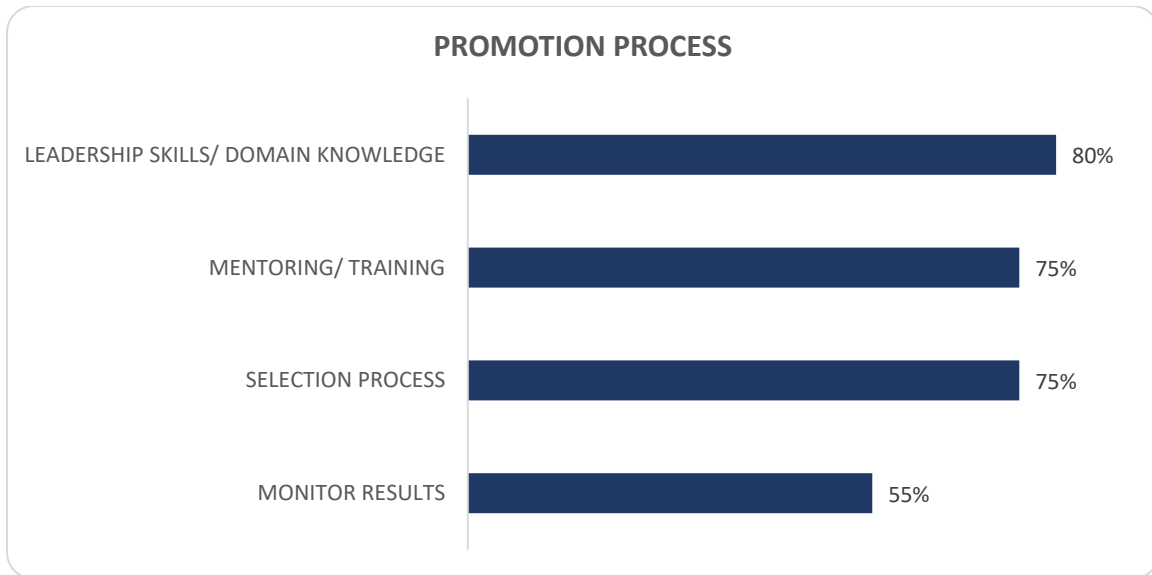 PROMOTION PROCESS
LEADERSHIP SKILLS/ DOMAIN KNOWLEDGE
80%
MENTORING/ TRAINING
75%
SELECTION PROCESS
75%
MONITOR RESULTS
55%